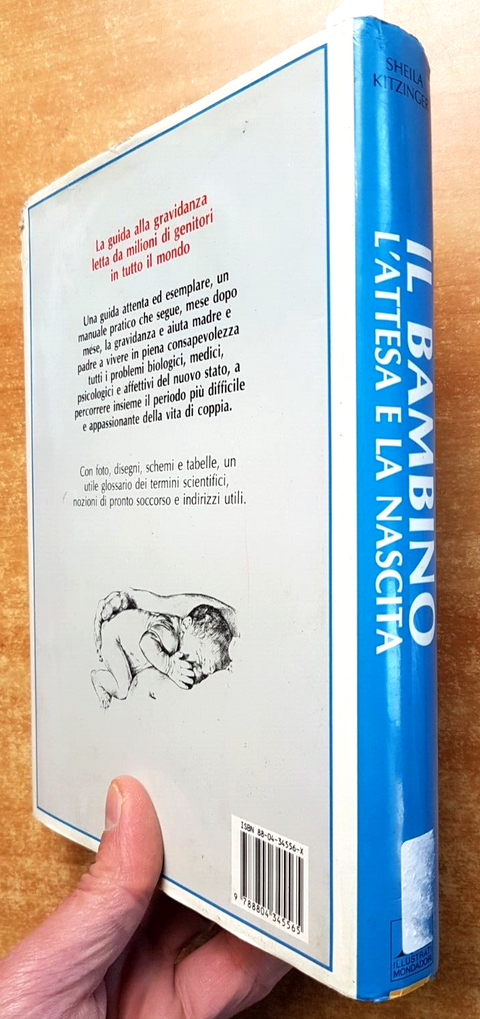 La guida alla gravidanza
letta da milioni di genitori
in tutto il mondo
Una guida attenta ed esemplare, un
manuale pratico che segue, mese dopo
mese, la gravidanza e aiuta madre e
padre a vivere in piena consapevolezza
tutti i problemi biologici, medici,
psicologici e affettivi del nuovo stato, a
percorrere insieme il periodo più difficile
e appassionante della vita di coppia.
Con foto, disegni, schemi e tabelle, un
utile glossario dei termini scientifici,
nozioni di pronto soccorso e indirizzi utili.
ISBN 88-04-34556-X
9 788804 345565
SHEILA
KITZINGER
IL BAMBINO
L'ATTESA E LA NASCITA
ILLUSTRATI
MONDADORI